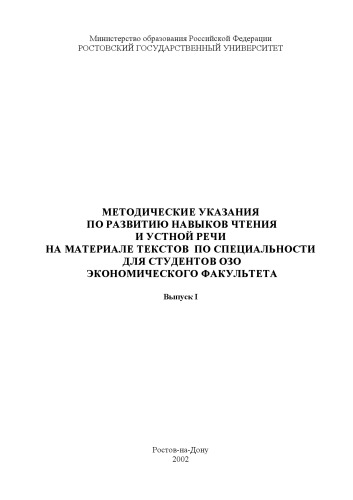 Министерство образования Российской Федерации
РОСТОВСКИЙ ГОСУДАРСТВЕННЫЙ УНИВЕРСИТЕТ
МЕТОДИЧЕСКИЕ УКАЗАНИЯ
ПО РАЗВИТИЮ НАВЫКОВ ЧТЕНИЯ
И УСТНОЙ РЕЧИ
НА МАТЕРИАЛЕ ТЕКСТОВ ПО СПЕЦИАЛЬНОСТИ
ДЛЯ СТУДЕНТОВ ОЗО
ЭКОНОМИЧЕСКОГО ФАКУЛЬТЕТА
Выпуск I
Ростов-на-Дону
2002